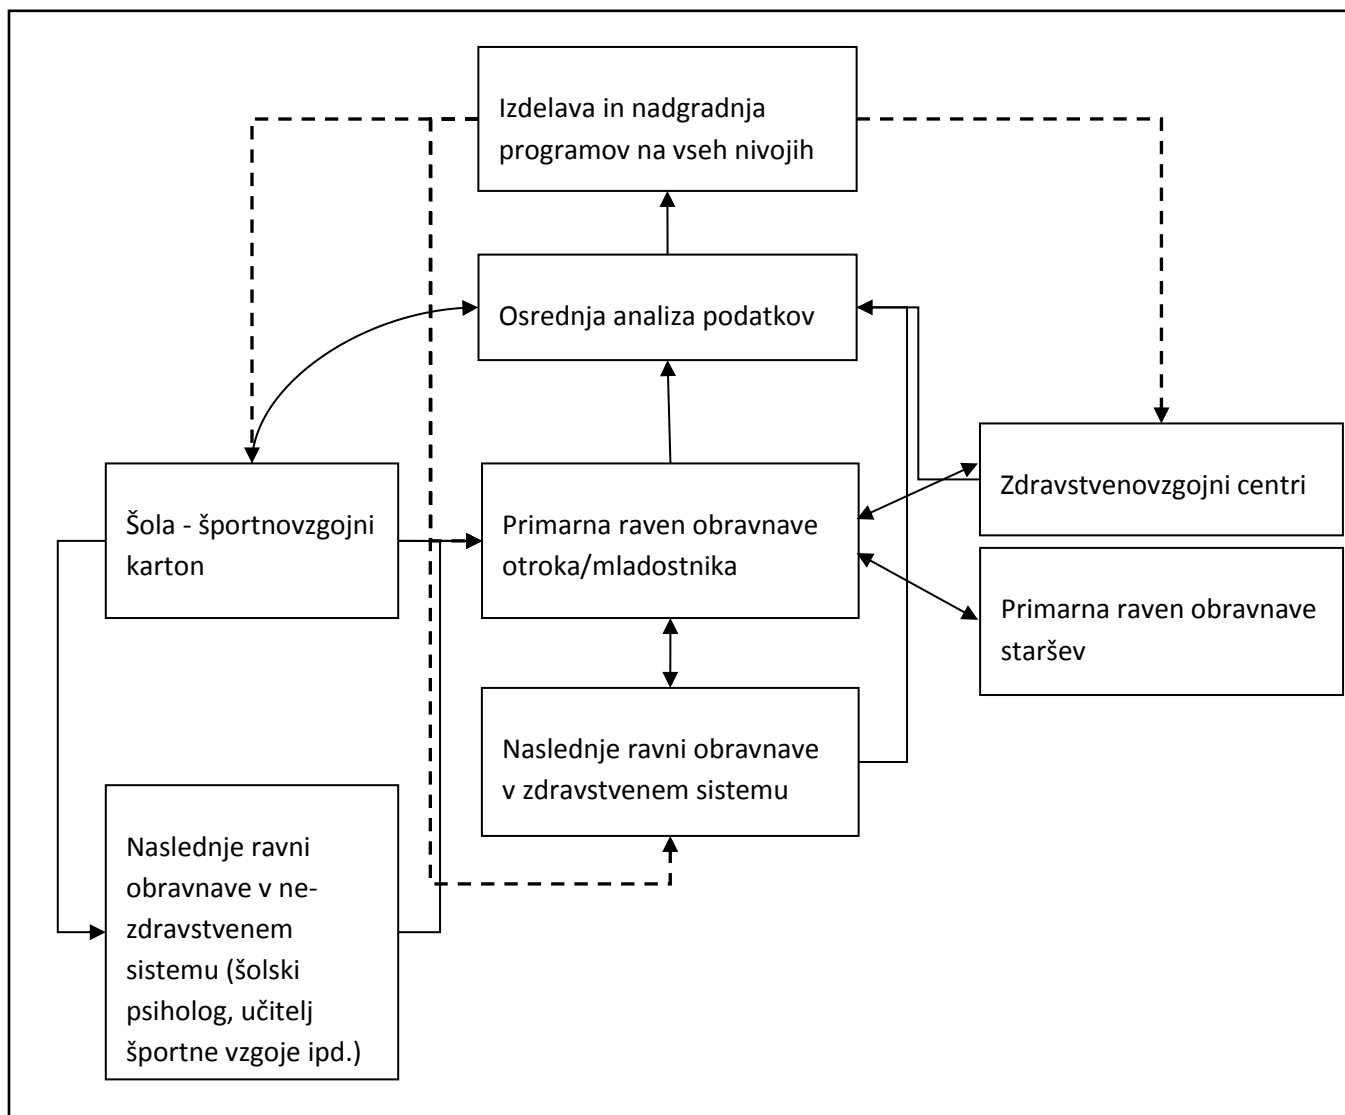 Izdelava in nadgradnja
programov na vseh nivojih
Osrednja analiza podatkov
Šola - športnovzgojni
karton
Primarna raven obravnave
otroka/mladostnika
Zdravstvenovzgojni centri
Primarna raven obravnave
staršev
Naslednje ravni obravnave
v zdravstvenem sistemu
Naslednje ravni
obravnave v ne-
zdravstvenem
sistemu (šolski
psiholog, učitelj
športne vzgoje ipd.)